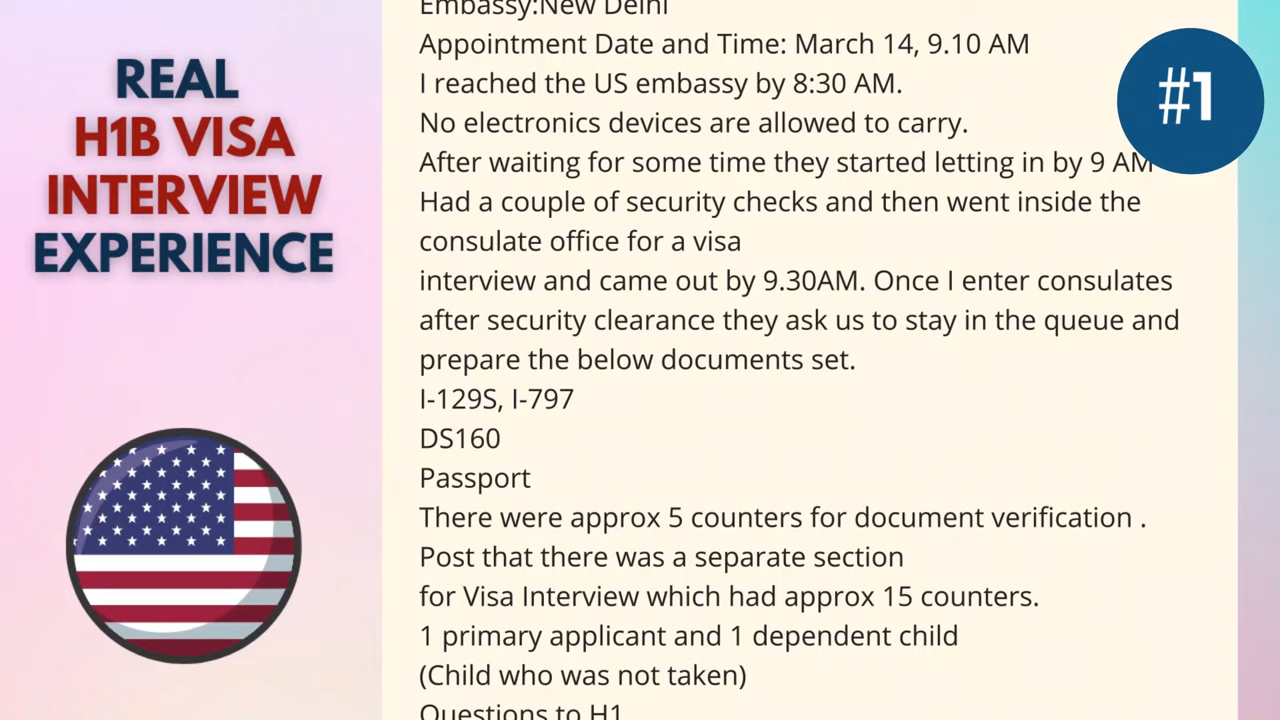 REAL
H1B VISA
INTERVIEW
EXPERIENCE
Embassy:New Delhi
Appointment Date and Time: March 14, 9.10 AM
I reached the US embassy by 8:30 AM.
No electronics devices are allowed to carry.
After waiting for some time they started letting in by 9 AM
Had a couple of security checks and then went inside the
consulate office for a visa
interview and came out by 9.30AM. Once I enter consulates
after security clearance they ask us to stay in the queue and
prepare the below documents set.
I-129S, I-797
DS160
Passport
There were approx 5 counters for document verification .
Post that there was a separate section
for Visa Interview which had approx 15 counters.
1 primary applicant and 1 dependent child
(Child who was not taken)
Questions to H1
#1